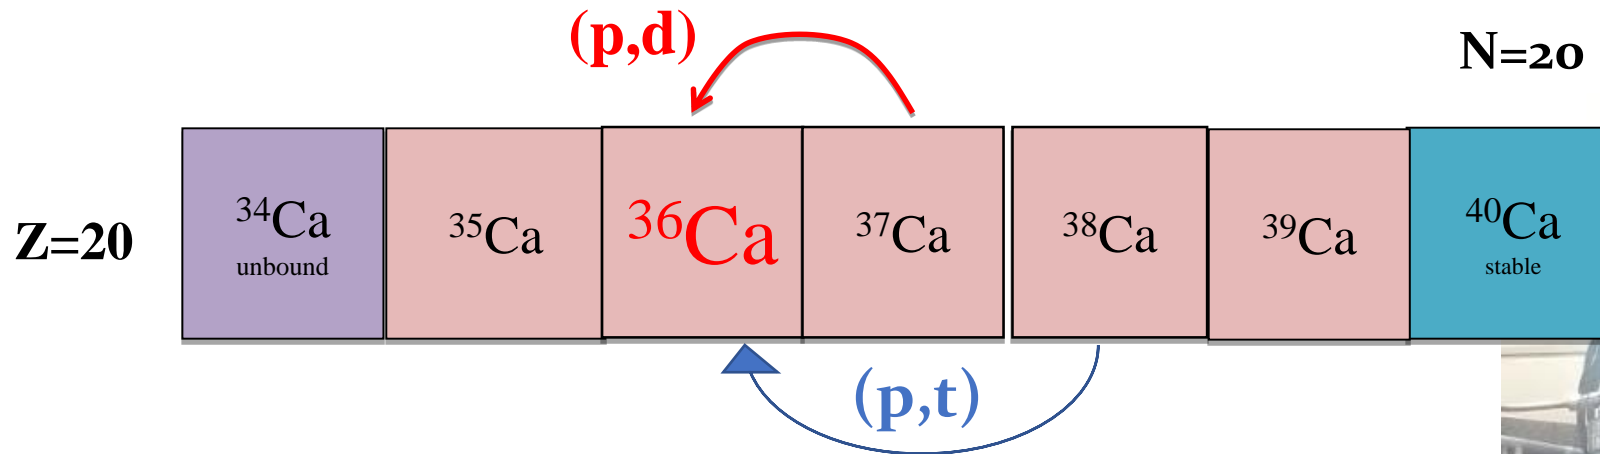 (p,d)
N=20
Z=20
³⁴Ca
unbound
³⁵Ca
³⁶Ca
³⁷Ca
³⁸Ca
³⁹Ca
⁴⁰Ca
stable
(p,t)